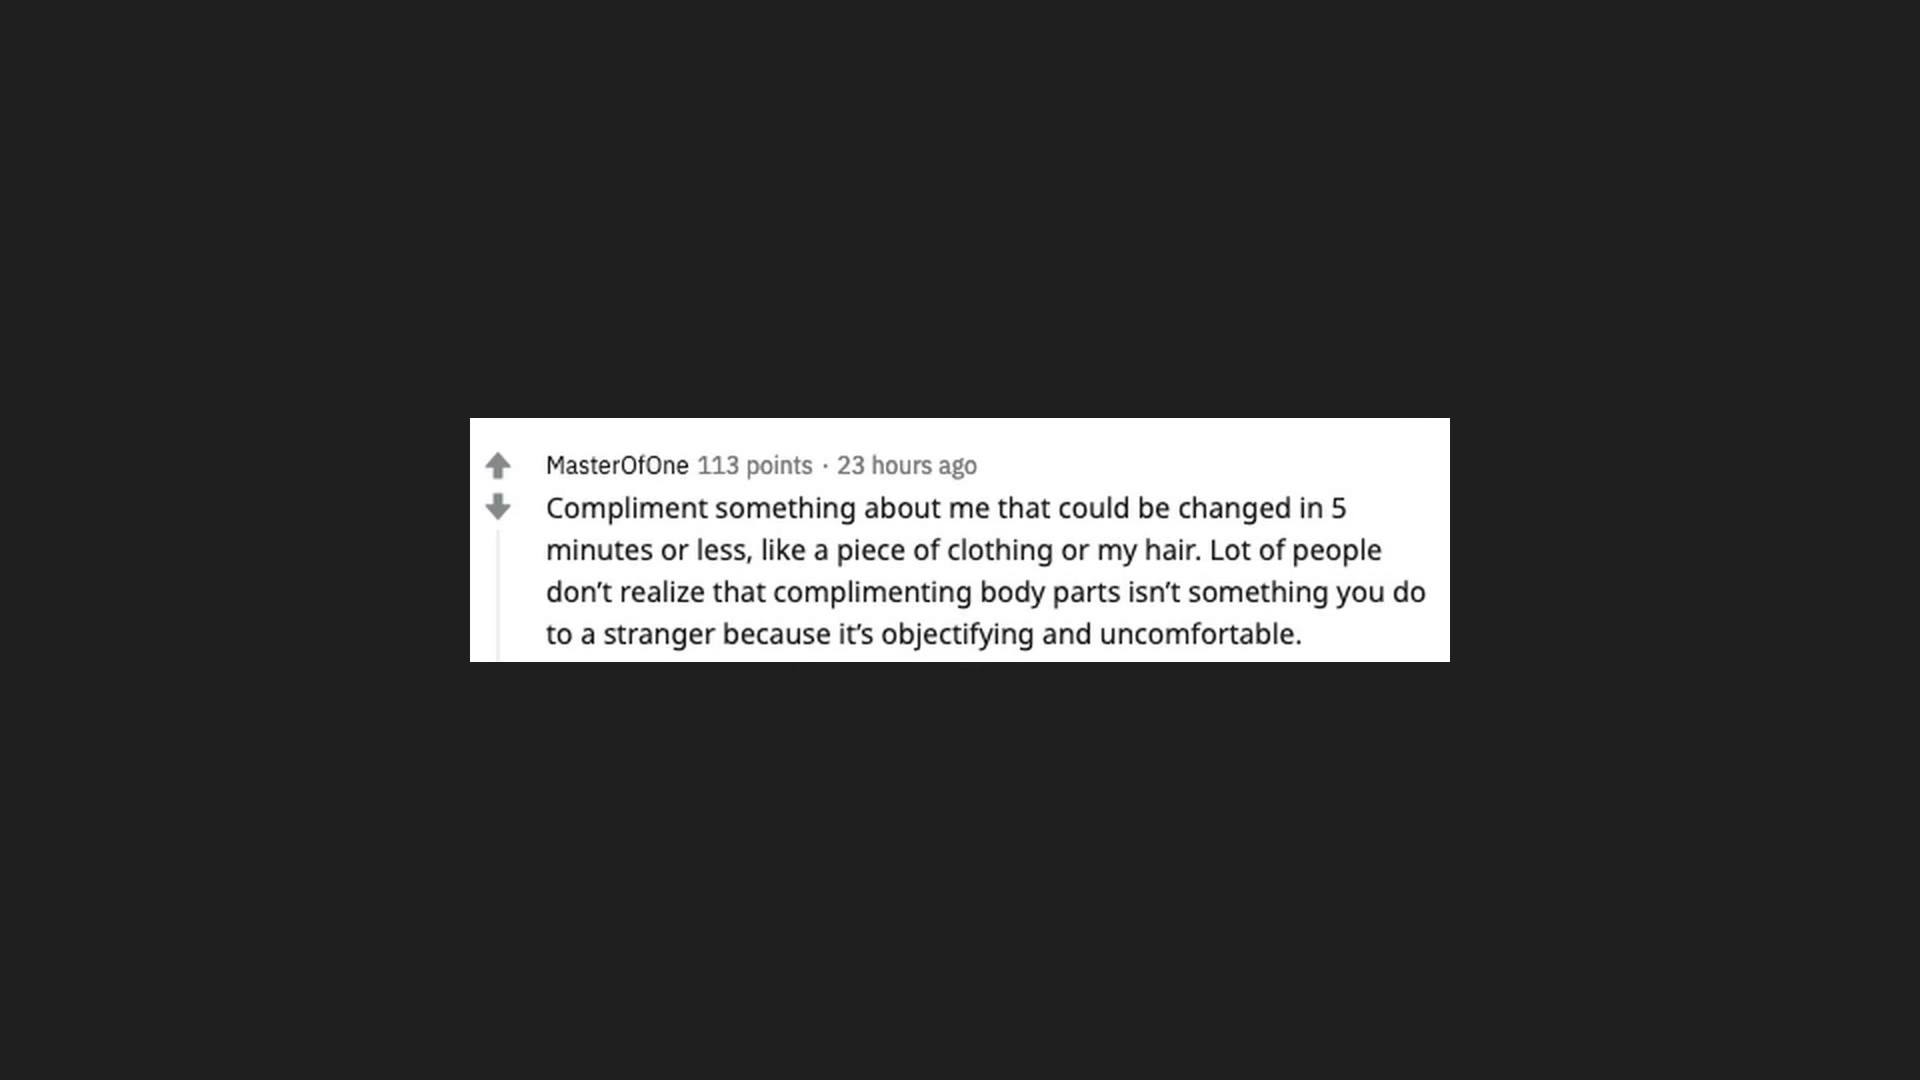 MasterOfOne 113 points · 23 hours ago
Compliment something about me that could be changed in 5
minutes or less, like a piece of clothing or my hair. Lot of people
don’t realize that complimenting body parts isn’t something you do
to a stranger because it’s objectifying and uncomfortable.